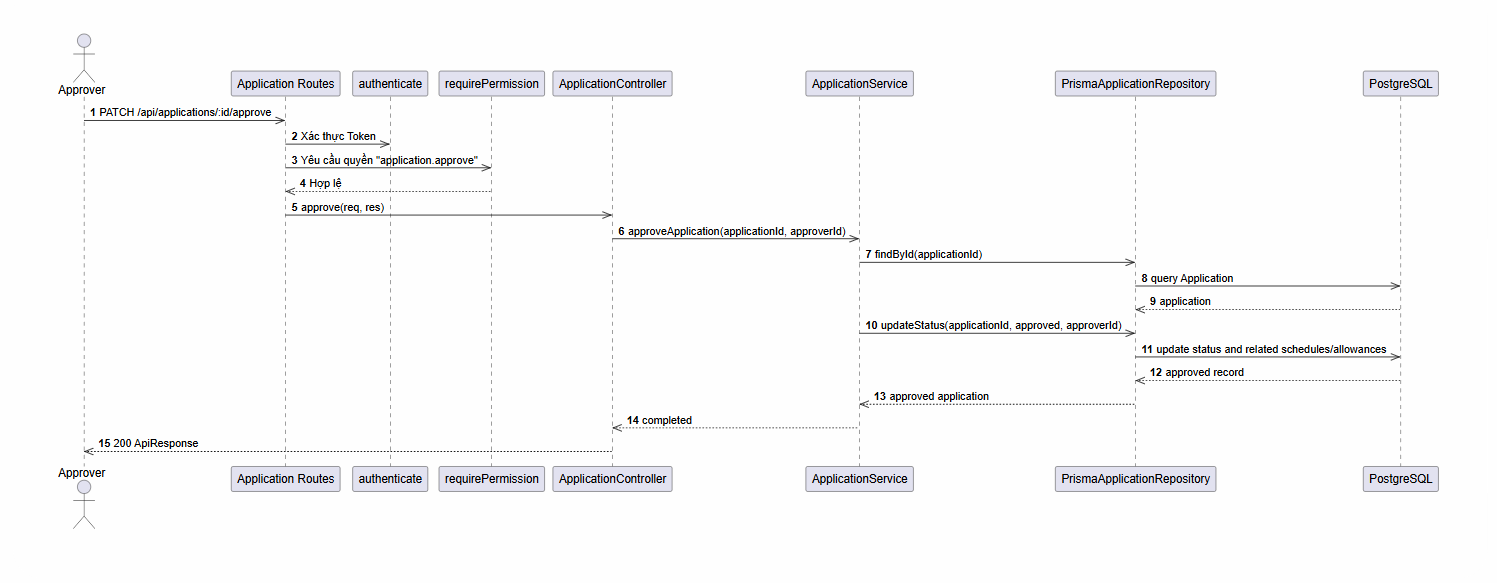 Approver
Application Routes
authenticate
requirePermission
ApplicationController
ApplicationService
PrismaApplicationRepository
PostgreSQL
1 PATCH /api/applications/:id/approve
2 Xác thực Token
3 Yêu cầu quyền "application.approve"
4 Hợp lệ
5 approve(req, res)
6 approveApplication(applicationId, approverId)
7 findById(applicationId)
8 query Application
9 application
10 updateStatus(applicationId, approved, approverId)
11 update status and related schedules/allowances
12 approved record
13 approved application
14 completed
15 200 ApiResponse
Approver
Application Routes
authenticate
requirePermission
ApplicationController
ApplicationService
PrismaApplicationRepository
PostgreSQL